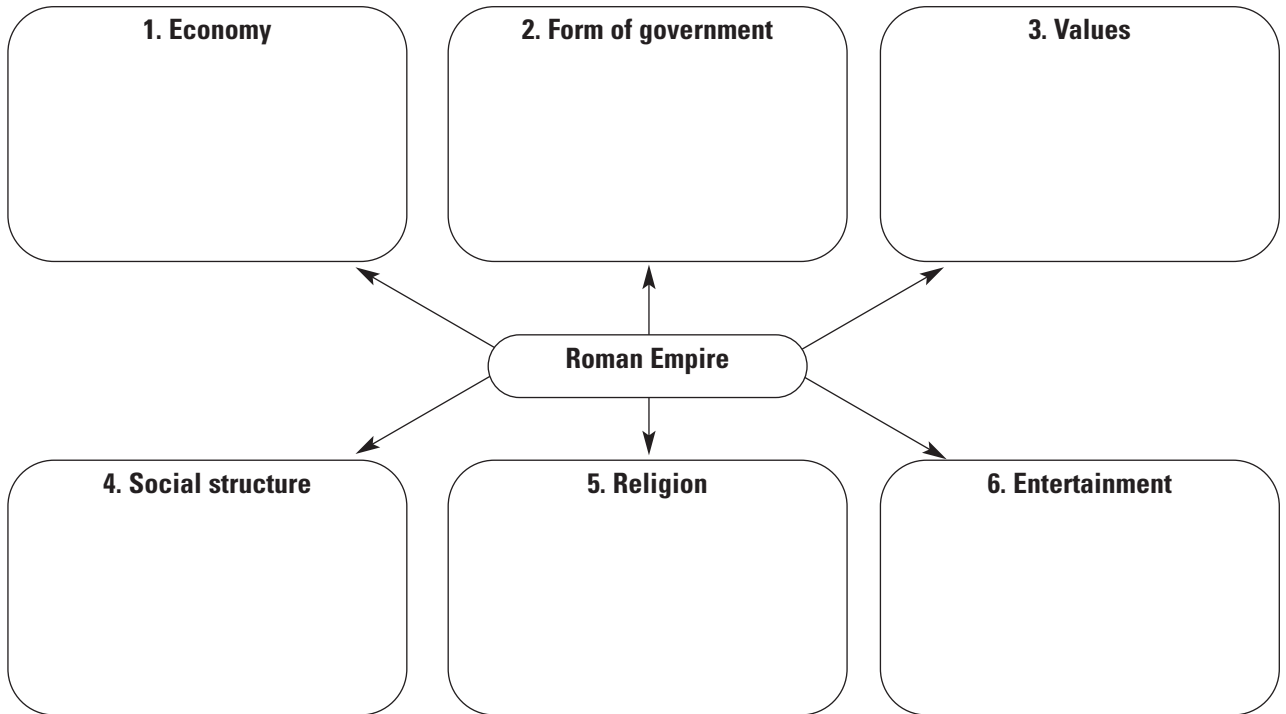 1. Economy
2. Form of government
3. Values
Roman Empire
4. Social structure
5. Religion
6. Entertainment